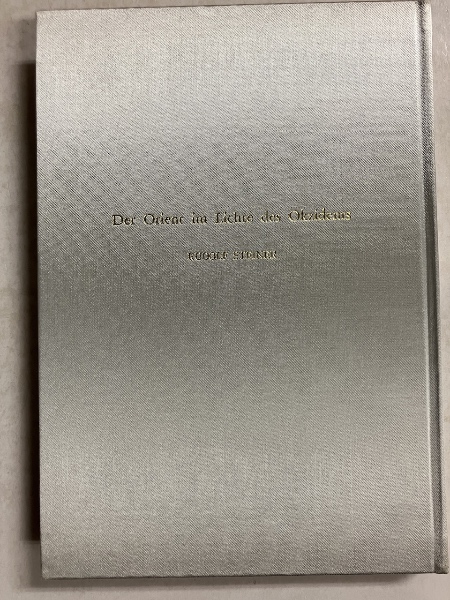 Der Orient im Lichte des Okzidents
RUDOLF STEINER